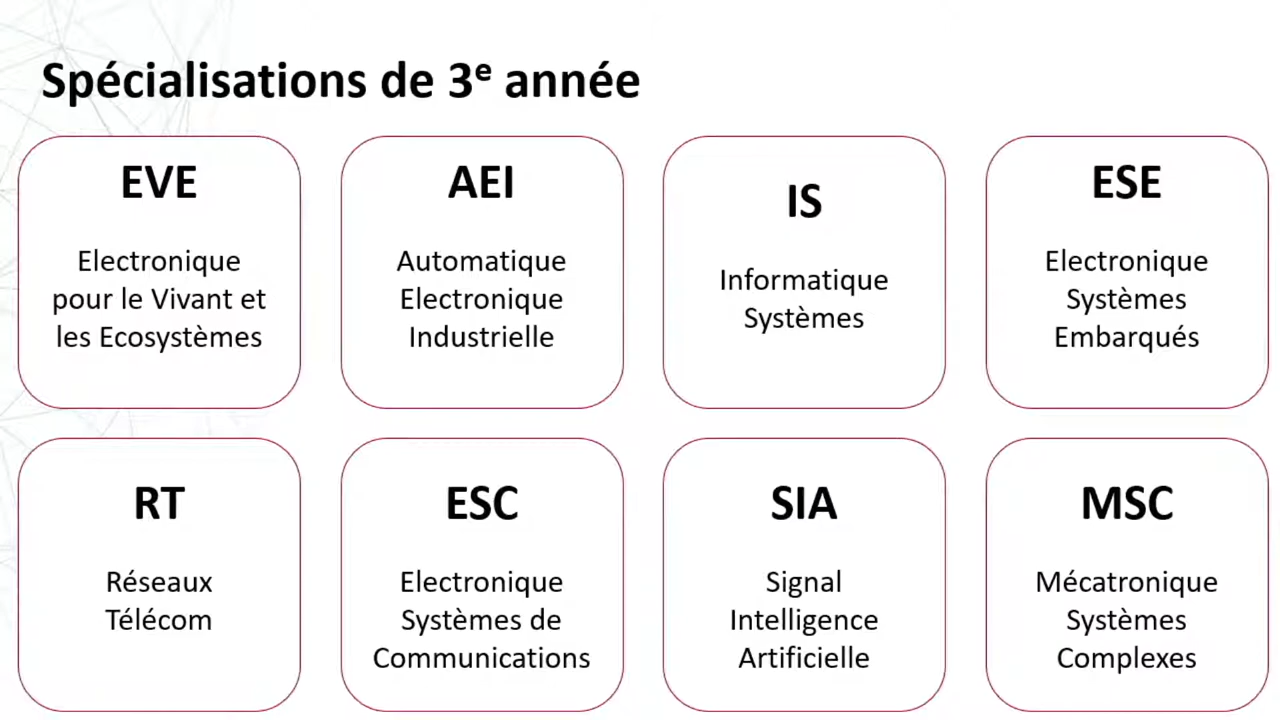 Spécialisations de 3e année
EVE
Electronique
pour le Vivant et
les Ecosystèmes
AEI
Automatique
Electronique
Industrielle
IS
Informatique
Systèmes
ESE
Electronique
Systèmes
Embarqués
RT
Réseaux
Télécom
ESC
Electronique
Systèmes de
Communications
SIA
Signal
Intelligence
Artificielle
MSC
Mécatronique
Systèmes
Complexes